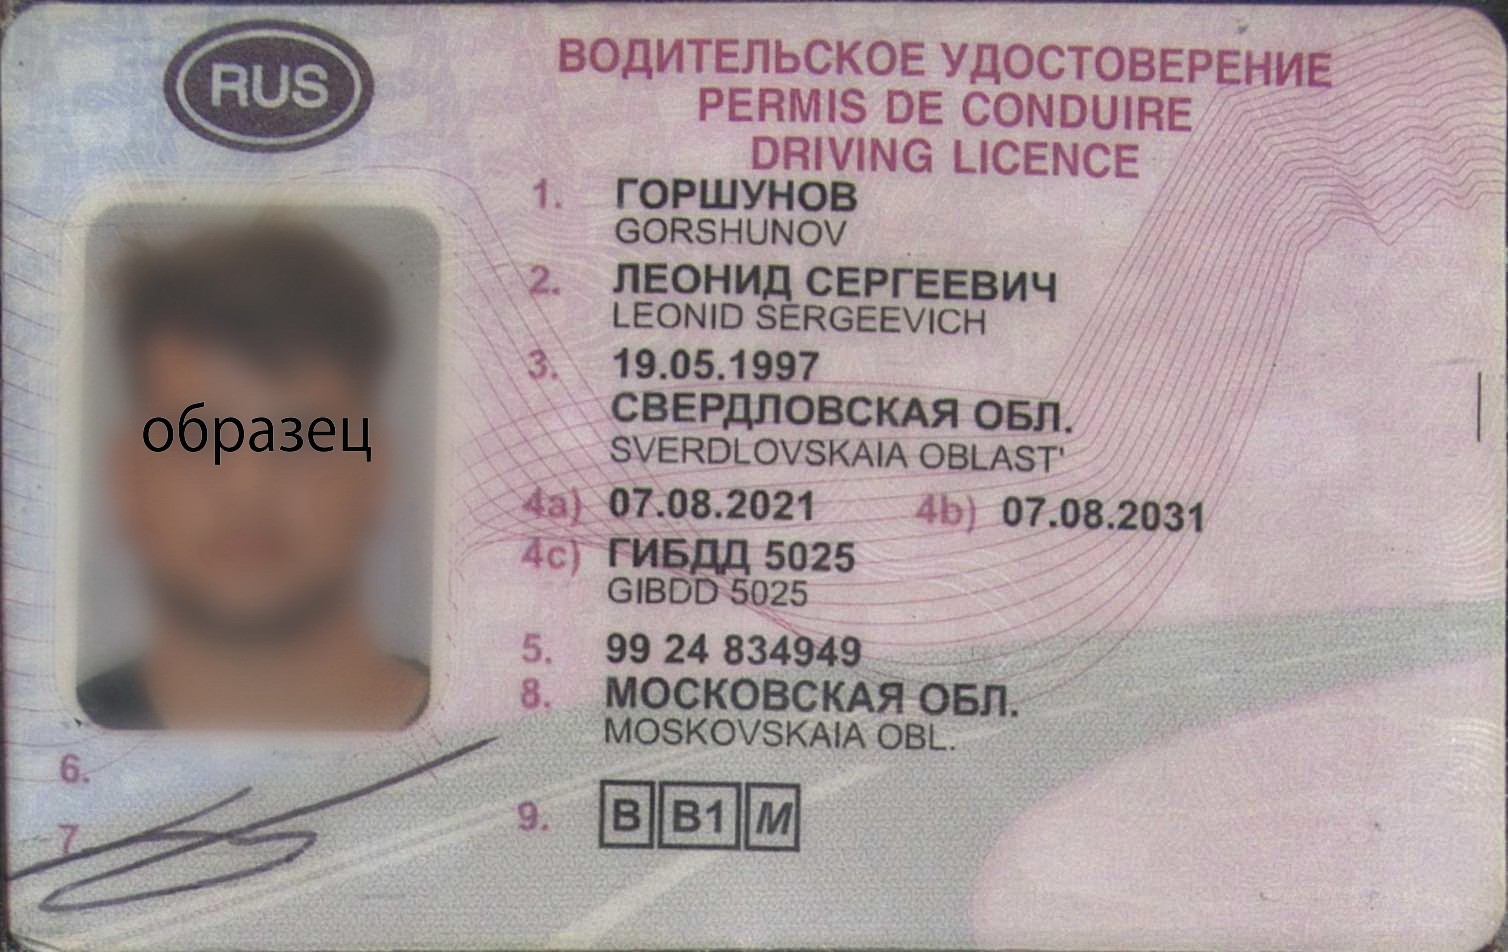 RUS
ВОДИТЕЛЬСКОЕ УДОСТОВЕРЕНИЕ
PERMIS DE CONDUIRE
DRIVING LICENCE
1. ГОРШУНОВ
GORSHUNOV
2. ЛЕОНИД СЕРГЕЕВИЧ
LEONID SERGEEVICH
3. 19.05.1997
СВЕРДЛОВСКАЯ ОБЛ.
SVERDLOVSKAIA OBLAST'
4a) 07.08.2021 4b) 07.08.2031
4c) ГИБДД 5025
GIBDD 5025
5. 99 24 834949
8. МОСКОВСКАЯ ОБЛ.
MOSKOVSKAIA OBL.
9. B B1 M
образец
6.
7.